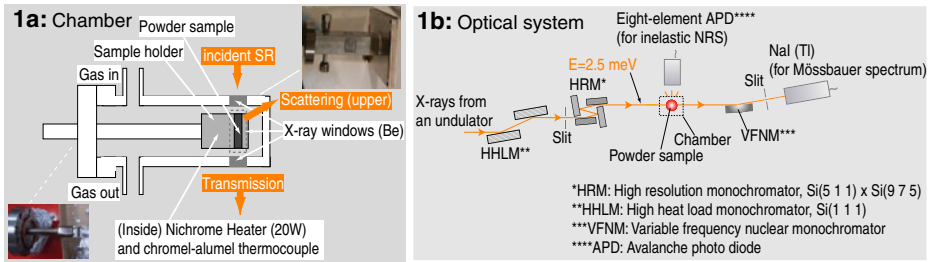 1a: Chamber
Powder sample
Sample holder
incident SR
Gas in
Scattering (upper)
X-ray windows (Be)
Gas out
Transmission
(Inside) Nichrome Heater (20W)
and chromel-alumel thermocouple
1b: Optical system
Eight-element APD****
(for inelastic NRS)
NaI (Tl)
(for Mössbauer spectrum)
E=2.5 meV
HRM*
Slit
X-rays from
an undulator
HHLM**
Slit
Chamber
VFNM***
Powder sample
*HRM: High resolution monochromator, Si(5 1 1) x Si(9 7 5)
**HHLM: High heat load monochromator, Si(1 1 1)
***VFNM: Variable frequency nuclear monochromator
****APD: Avalanche photo diode